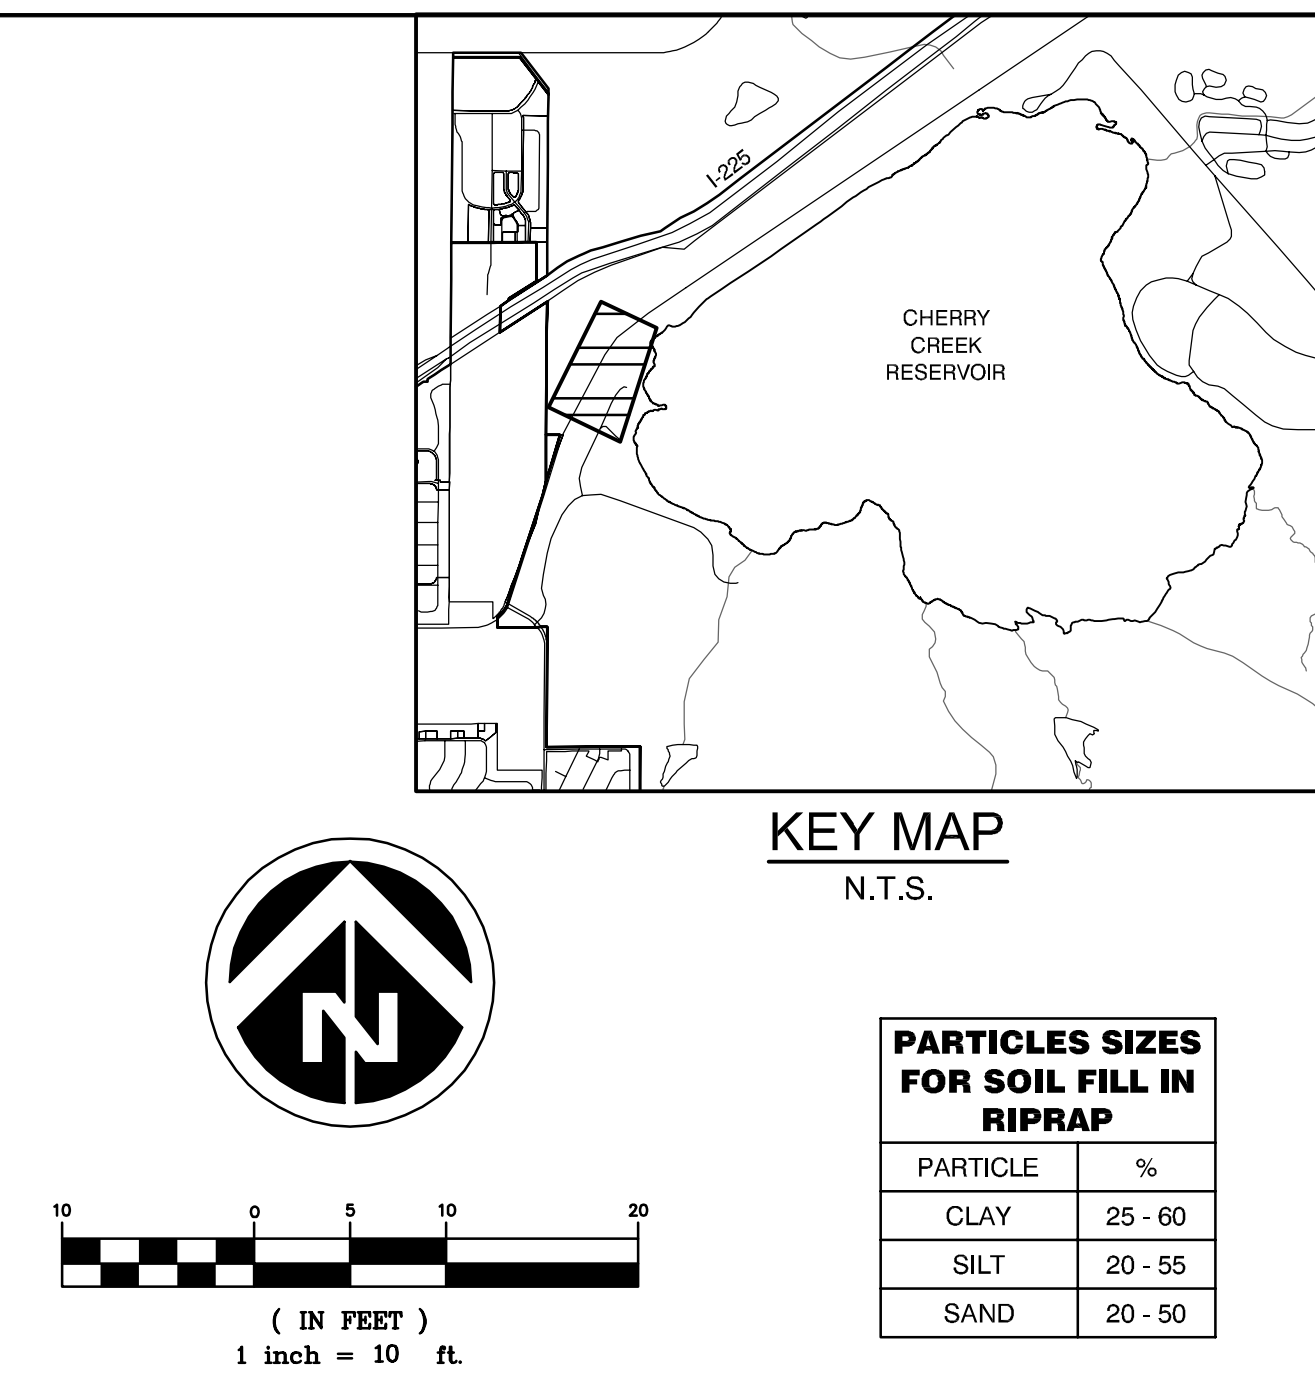 I-225
CHERRY
CREEK
RESERVOIR
KEY MAP
N.T.S.
N
PARTICLES SIZES
FOR SOIL FILL IN
RIPRAP
PARTICLE %
CLAY 25 - 60
SILT 20 - 55
SAND 20 - 50
10 0 5 10 20
( IN FEET )
1 inch = 10 ft.